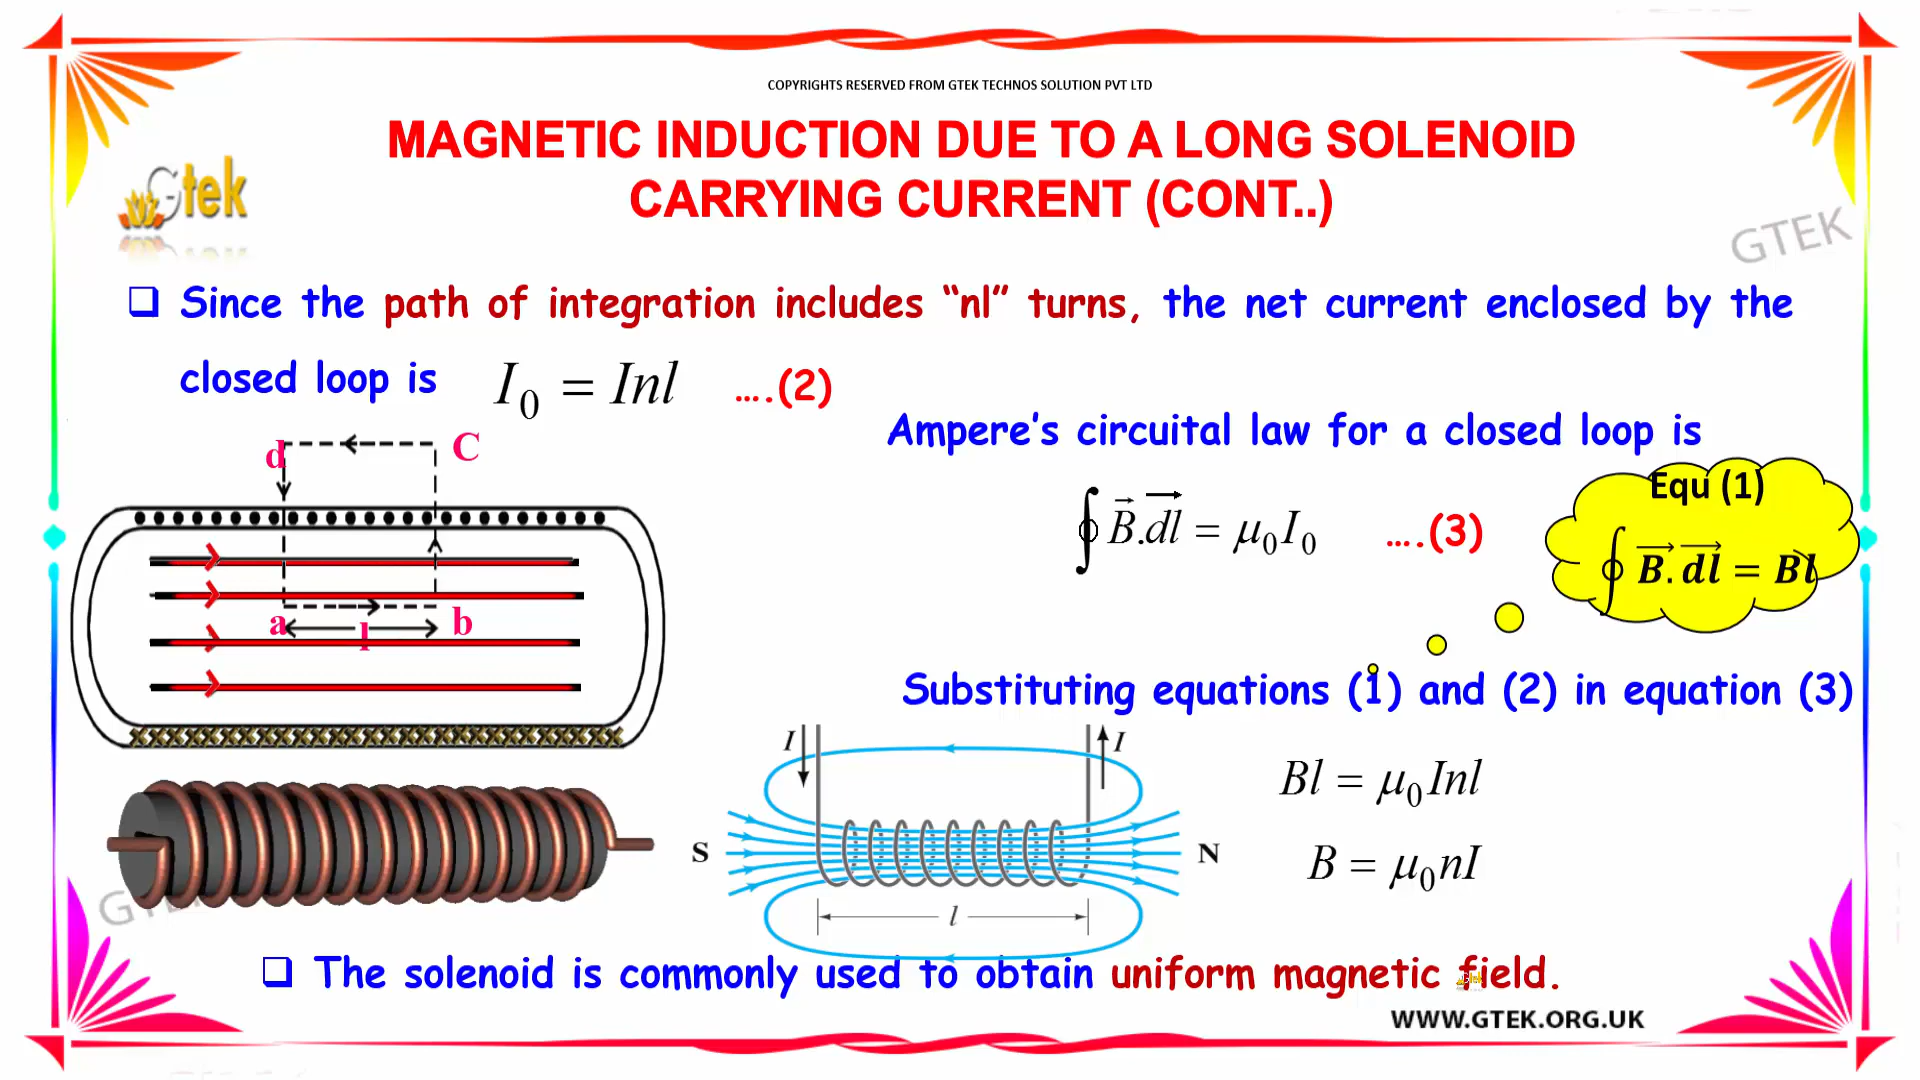 COPYRIGHTS RESERVED FROM GTEK TECHNOS SOLUTION PVT LTD
MAGNETIC INDUCTION DUE TO A LONG SOLENOID
CARRYING CURRENT (CONT..)
Gtek
GTEK
❑ Since the path of integration includes “nl” turns, the net current enclosed by the
closed loop is I₀ = Inl ….(2)
Ampere’s circuital law for a closed loop is
∮ B⃗.dl⃗ = μ₀I₀ ….(3)
Equ (1)
∮ B⃗.dl⃗ = Bl
d C
a l b
Substituting equations (1) and (2) in equation (3)
I I
Bl = μ₀Inl
S N
B = μ₀nI
l
GTEK
❑ The solenoid is commonly used to obtain uniform magnetic field.
Gtek
WWW.GTEK.ORG.UK